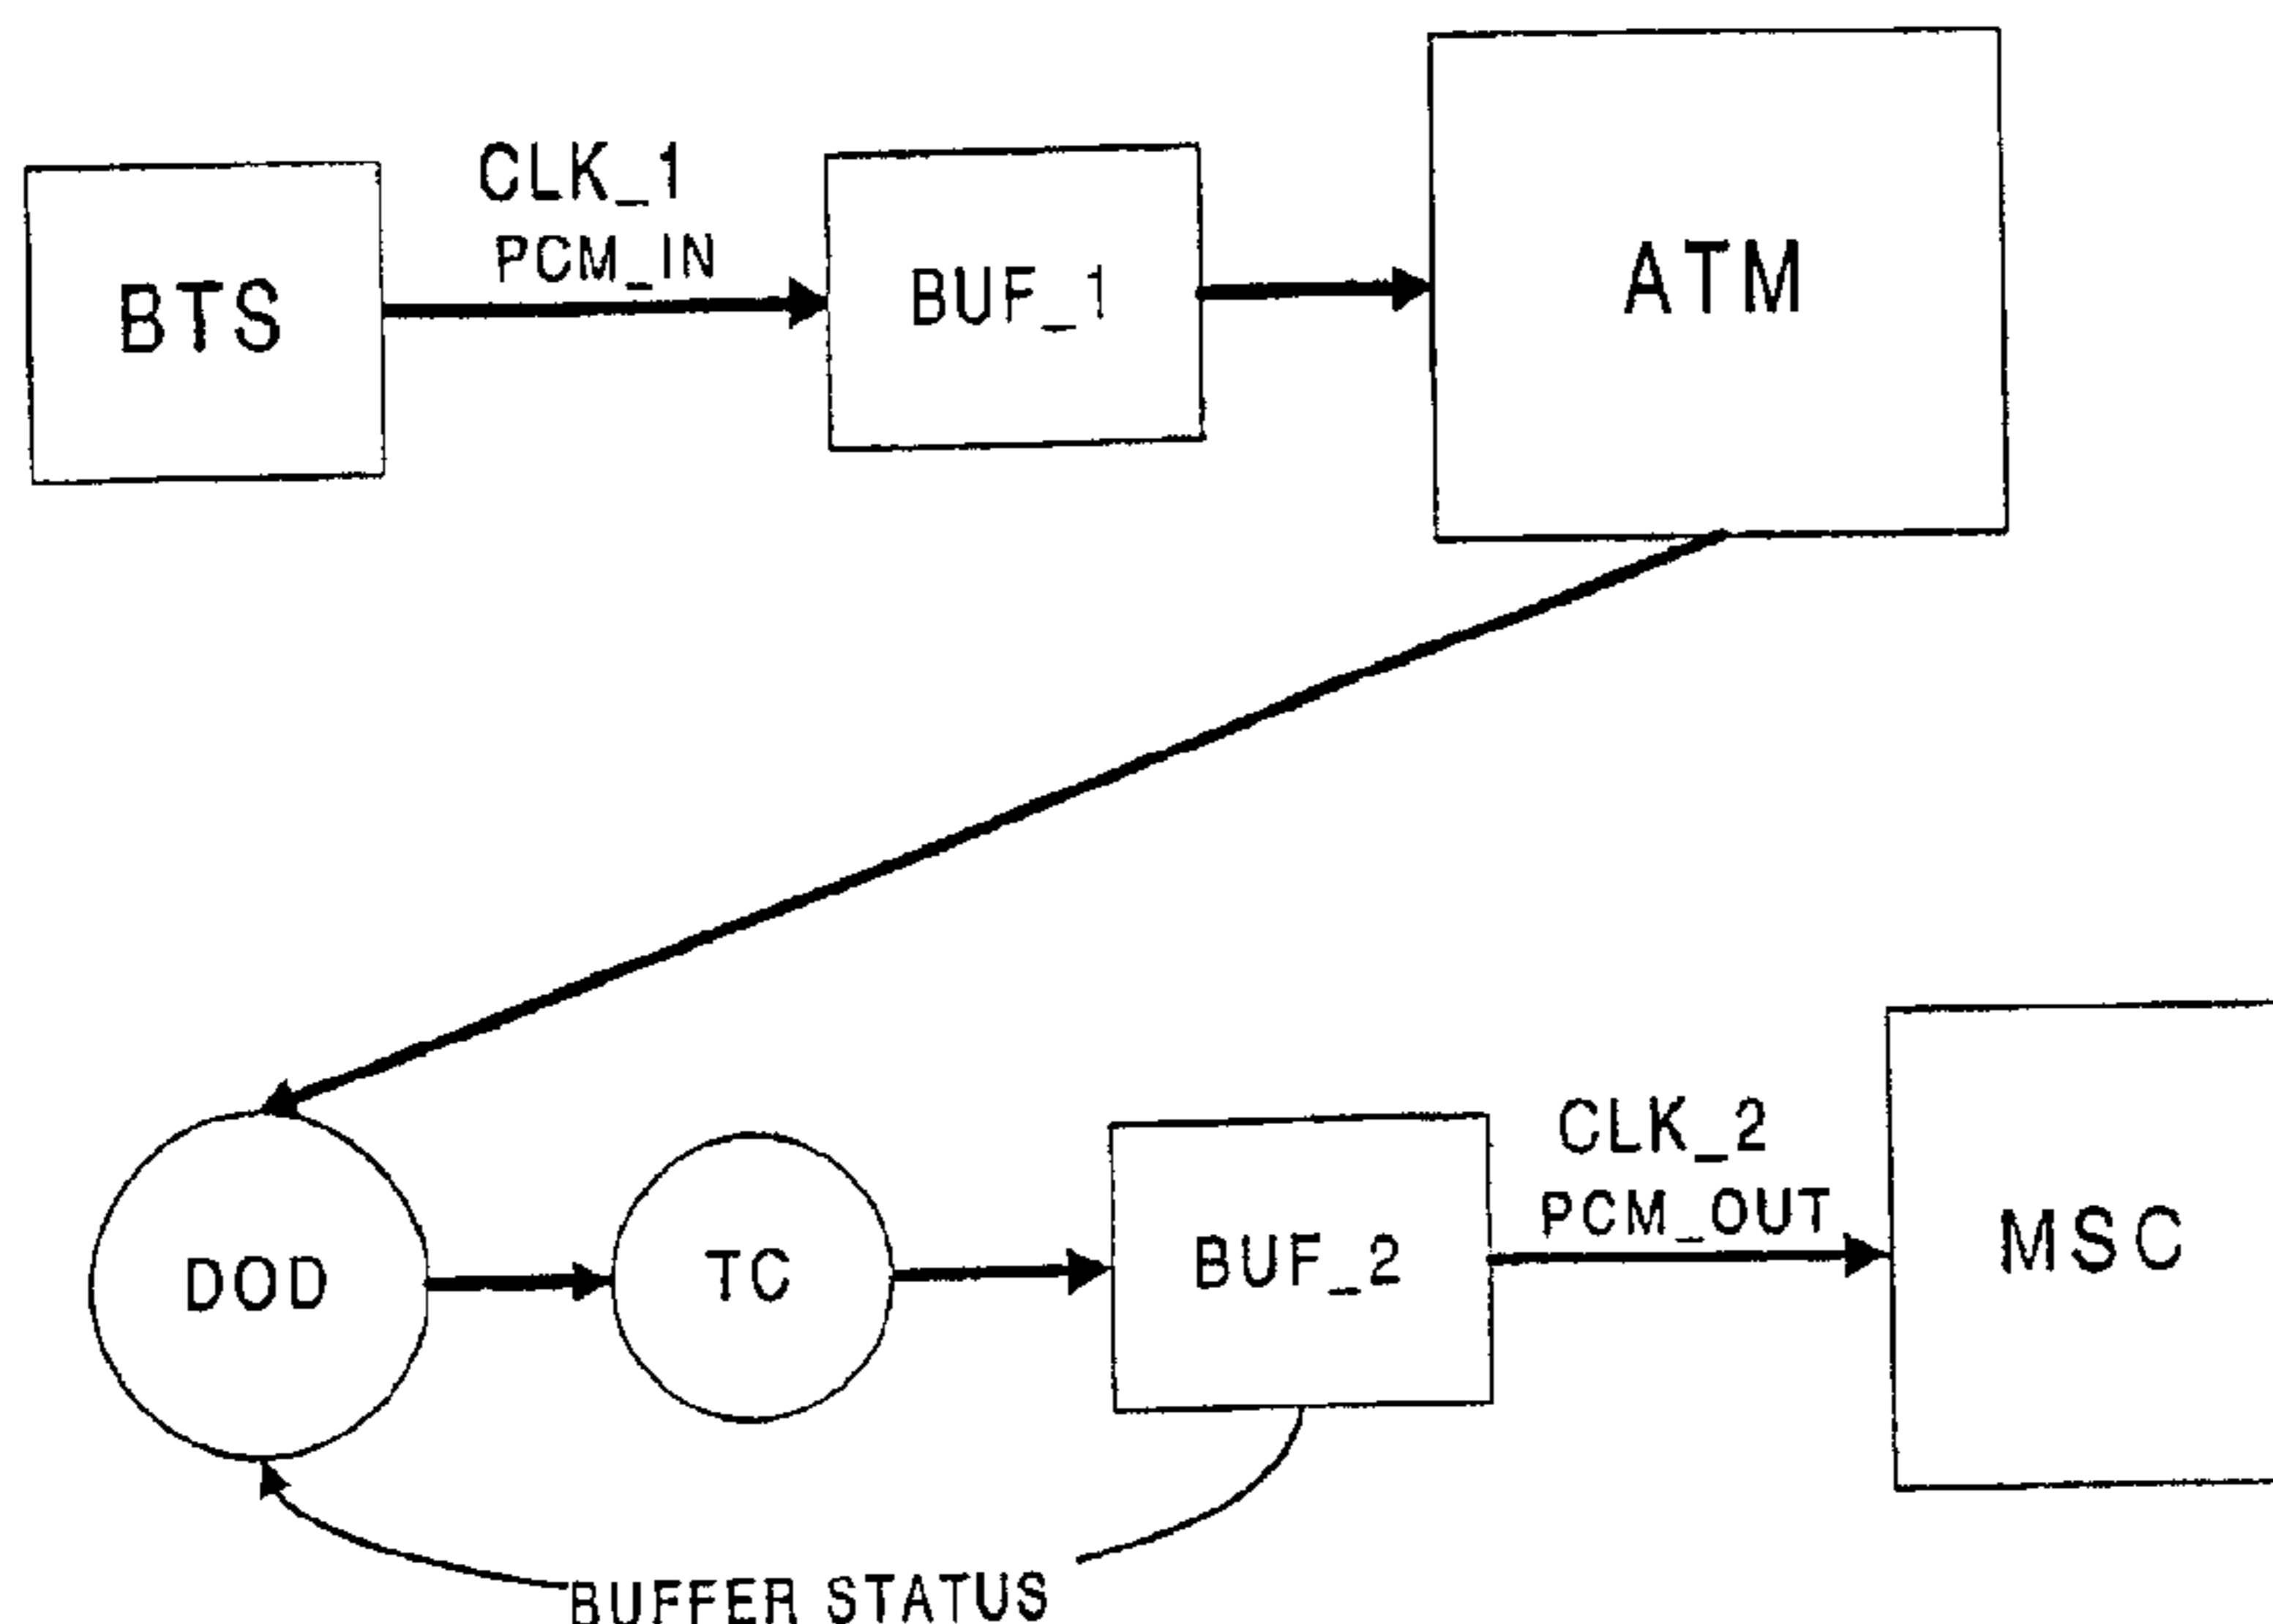 CLK_1
PCM_IN
BTS
BUF_1
ATM
CLK_2
PCM_OUT
DOD
TC
BUF_2
MSC
BUFFER STATUS